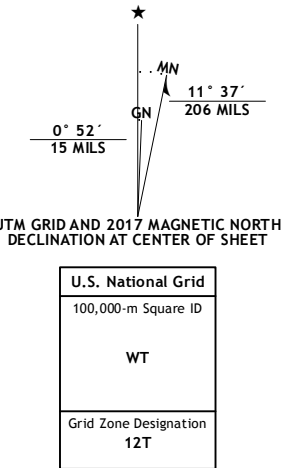 ★
MN
11° 37´
206 MILS
GN
0° 52´
15 MILS
UTM GRID AND 2017 MAGNETIC NORTH
DECLINATION AT CENTER OF SHEET
U.S. National Grid
100,000-m Square ID
WT
Grid Zone Designation
12T